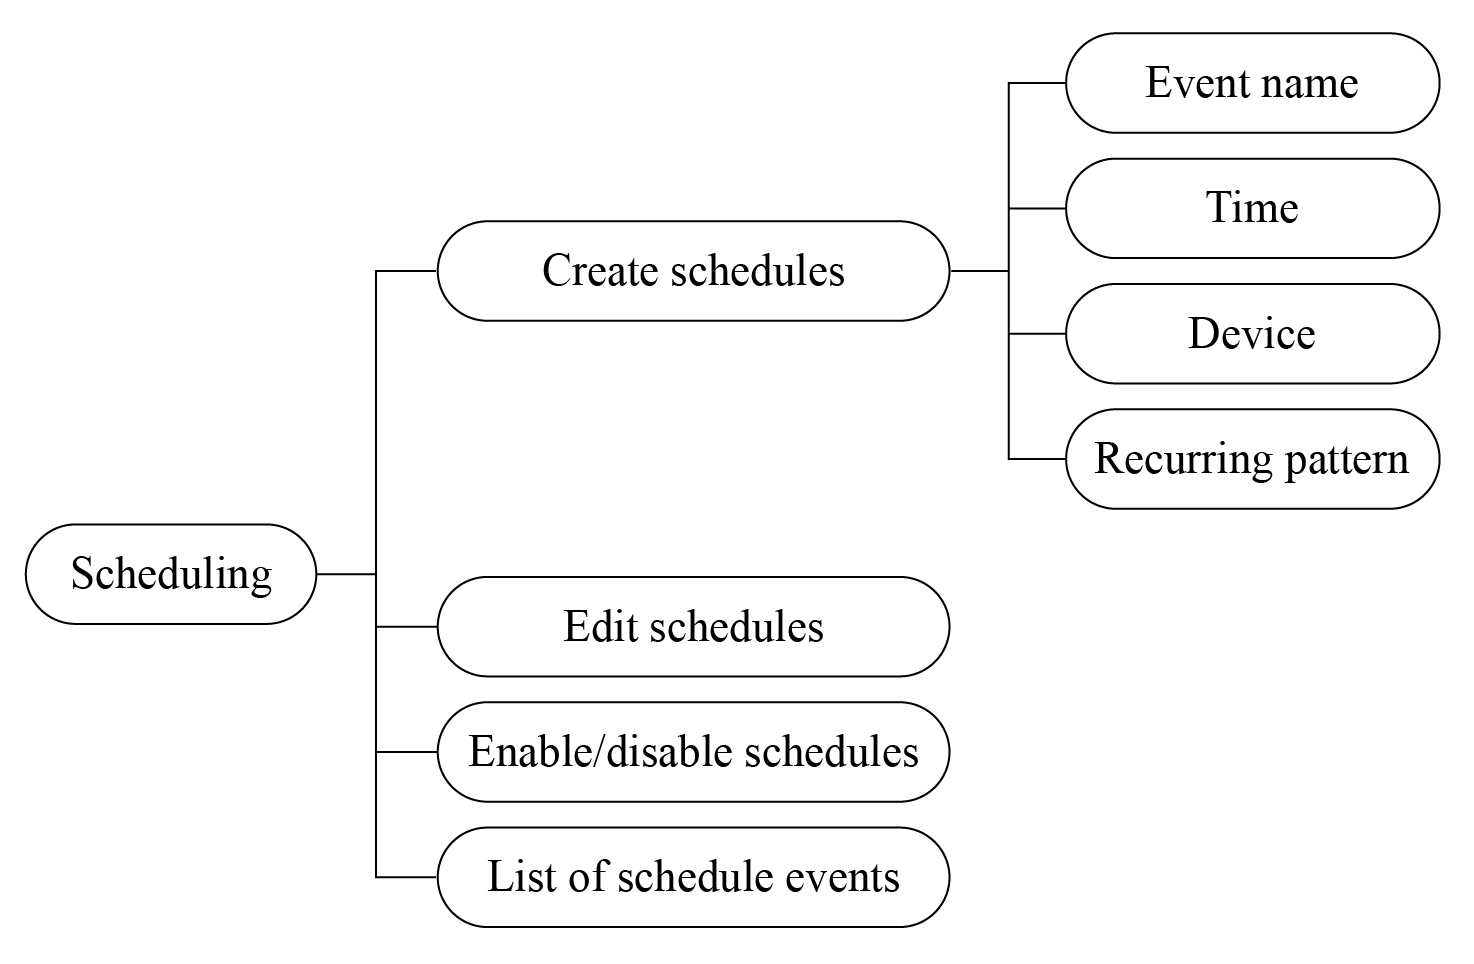 Scheduling
Create schedules
Event name
Time
Device
Recurring pattern
Edit schedules
Enable/disable schedules
List of schedule events